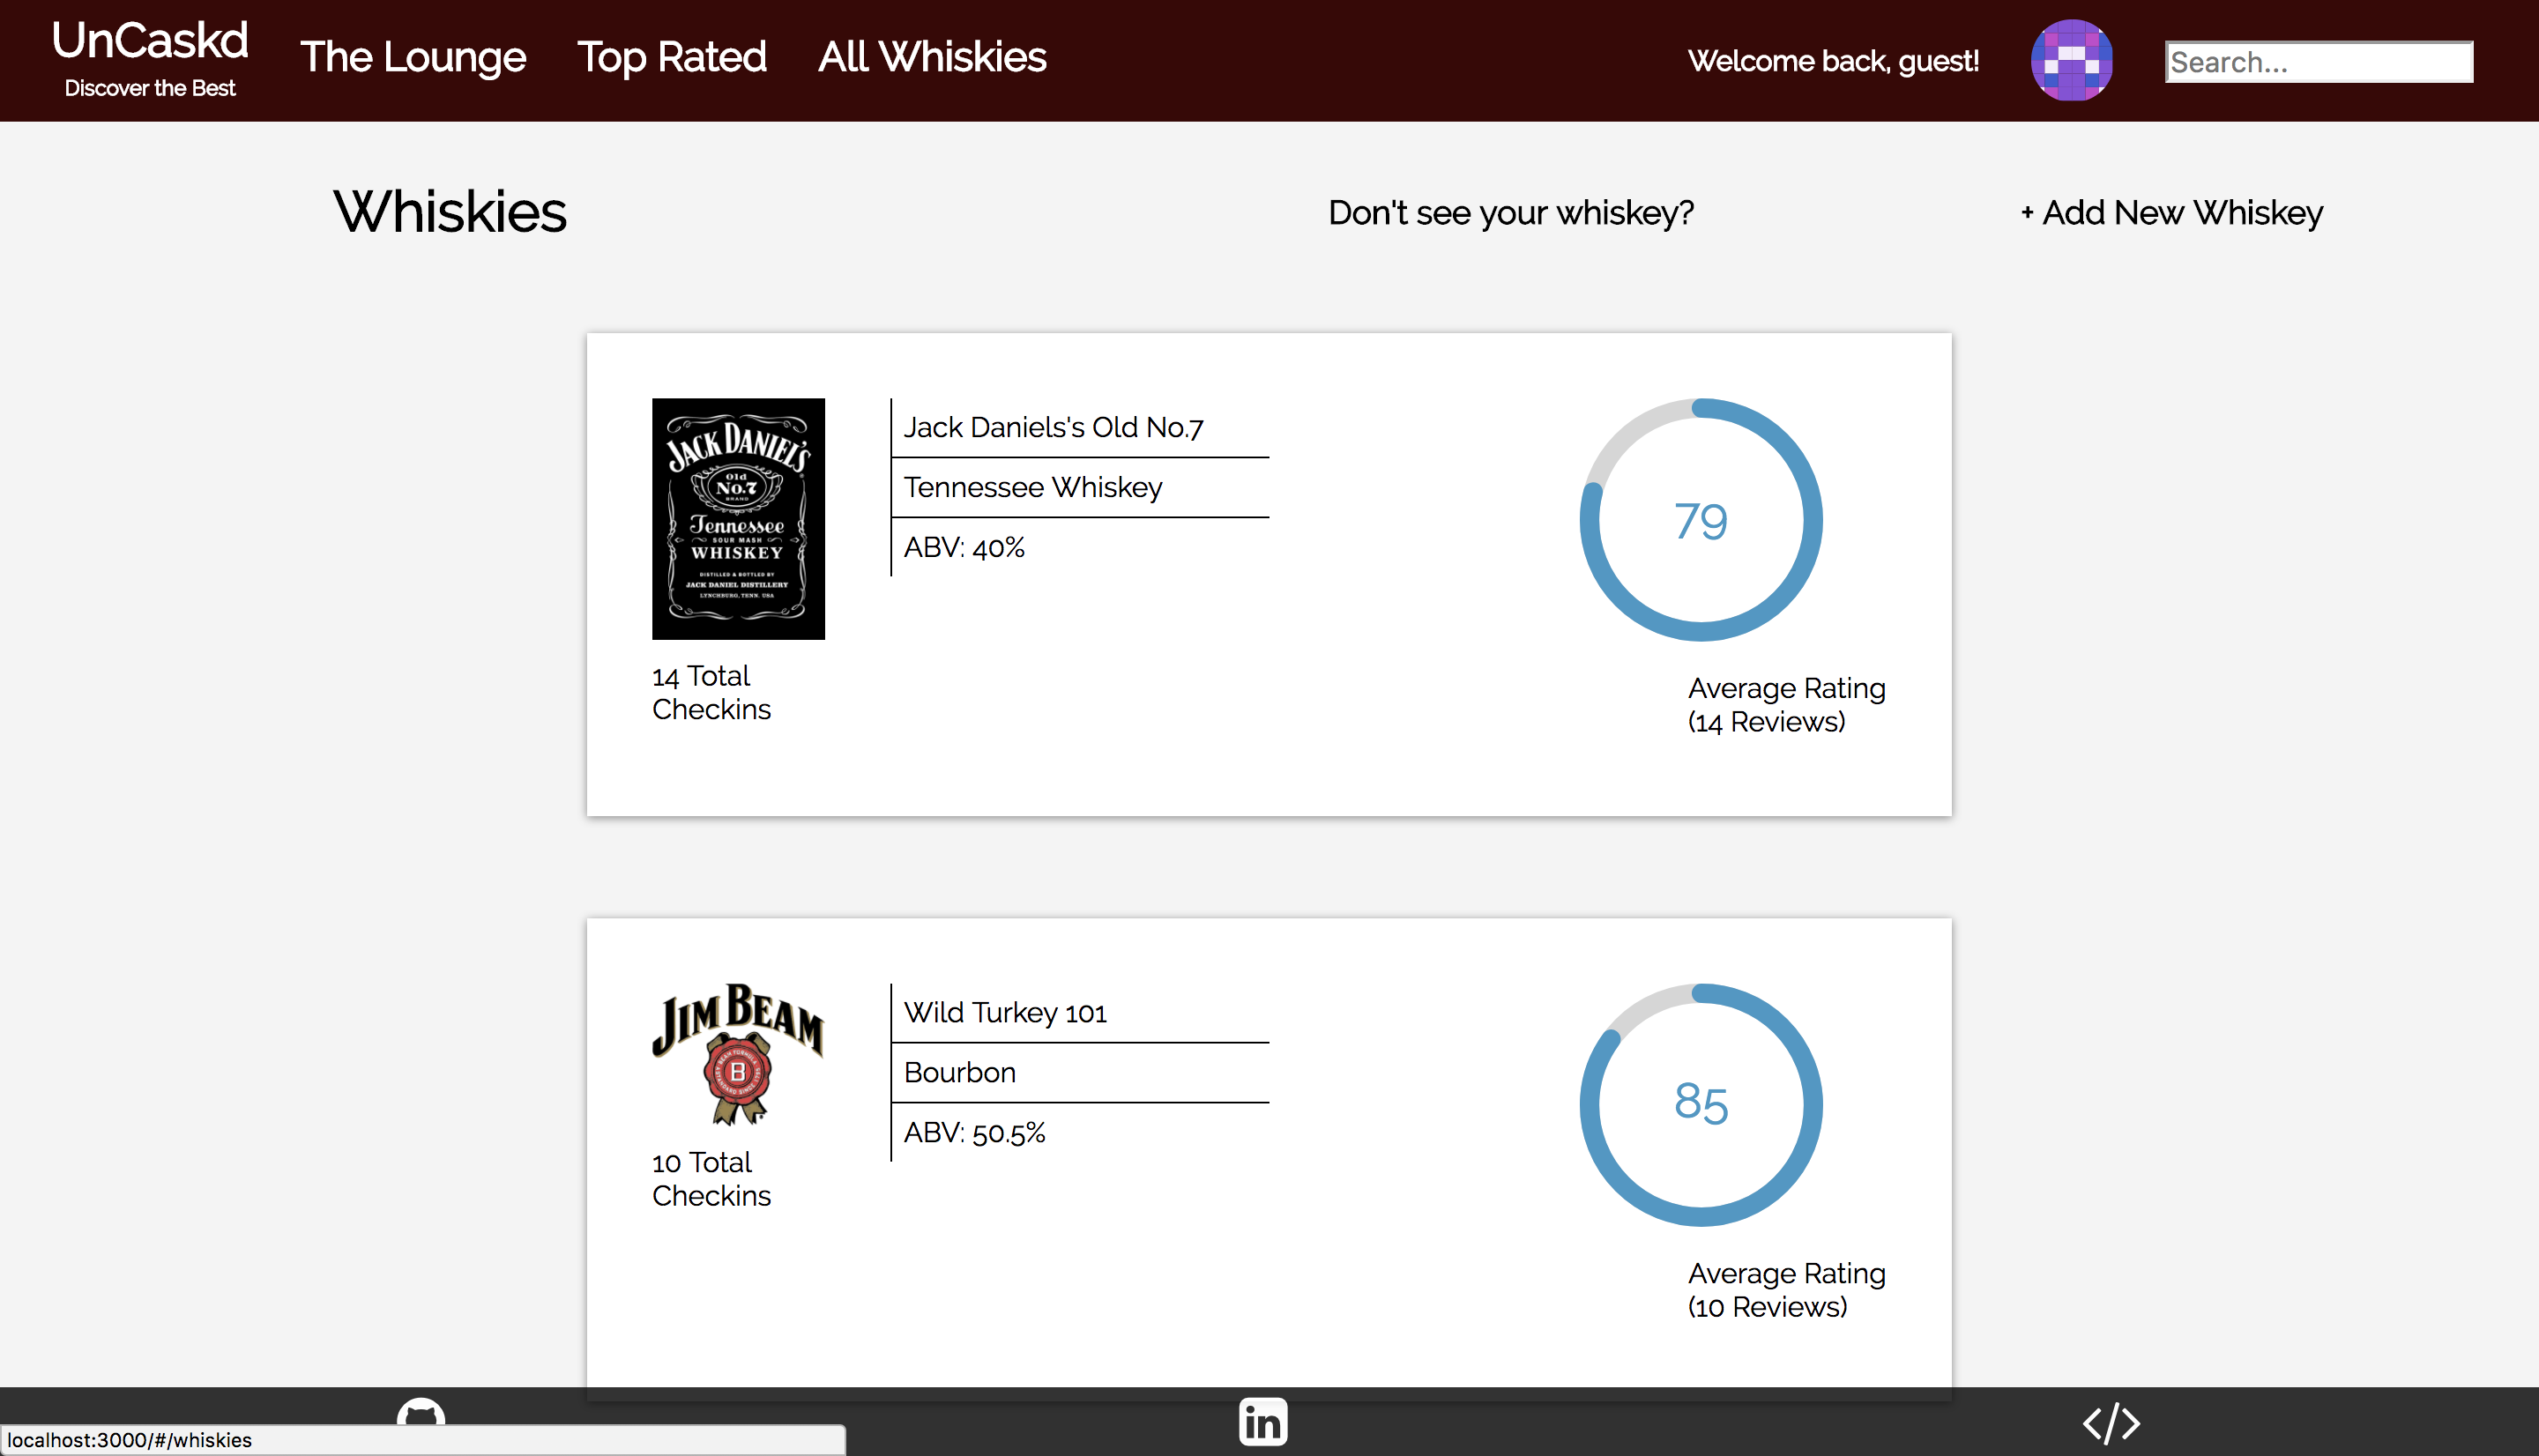 UnCaskd
Discover the Best
The Lounge
Top Rated
All Whiskies
Welcome back, guest!
Search...
Whiskies
Don't see your whiskey?
+ Add New Whiskey
JACK DANIEL'S
Old
No.7
BRAND
Tennessee
SOUR MASH
WHISKEY
DISTILLED & BOTTLED BY
JACK DANIEL DISTILLERY
LYNCHBURG, TENN. USA
14 Total
Checkins
Jack Daniels's Old No.7
Tennessee Whiskey
ABV: 40%
79
Average Rating
(14 Reviews)
JIM BEAM
B
10 Total
Checkins
Wild Turkey 101
Bourbon
ABV: 50.5%
85
Average Rating
(10 Reviews)
in
</>
localhost:3000/#/whiskies